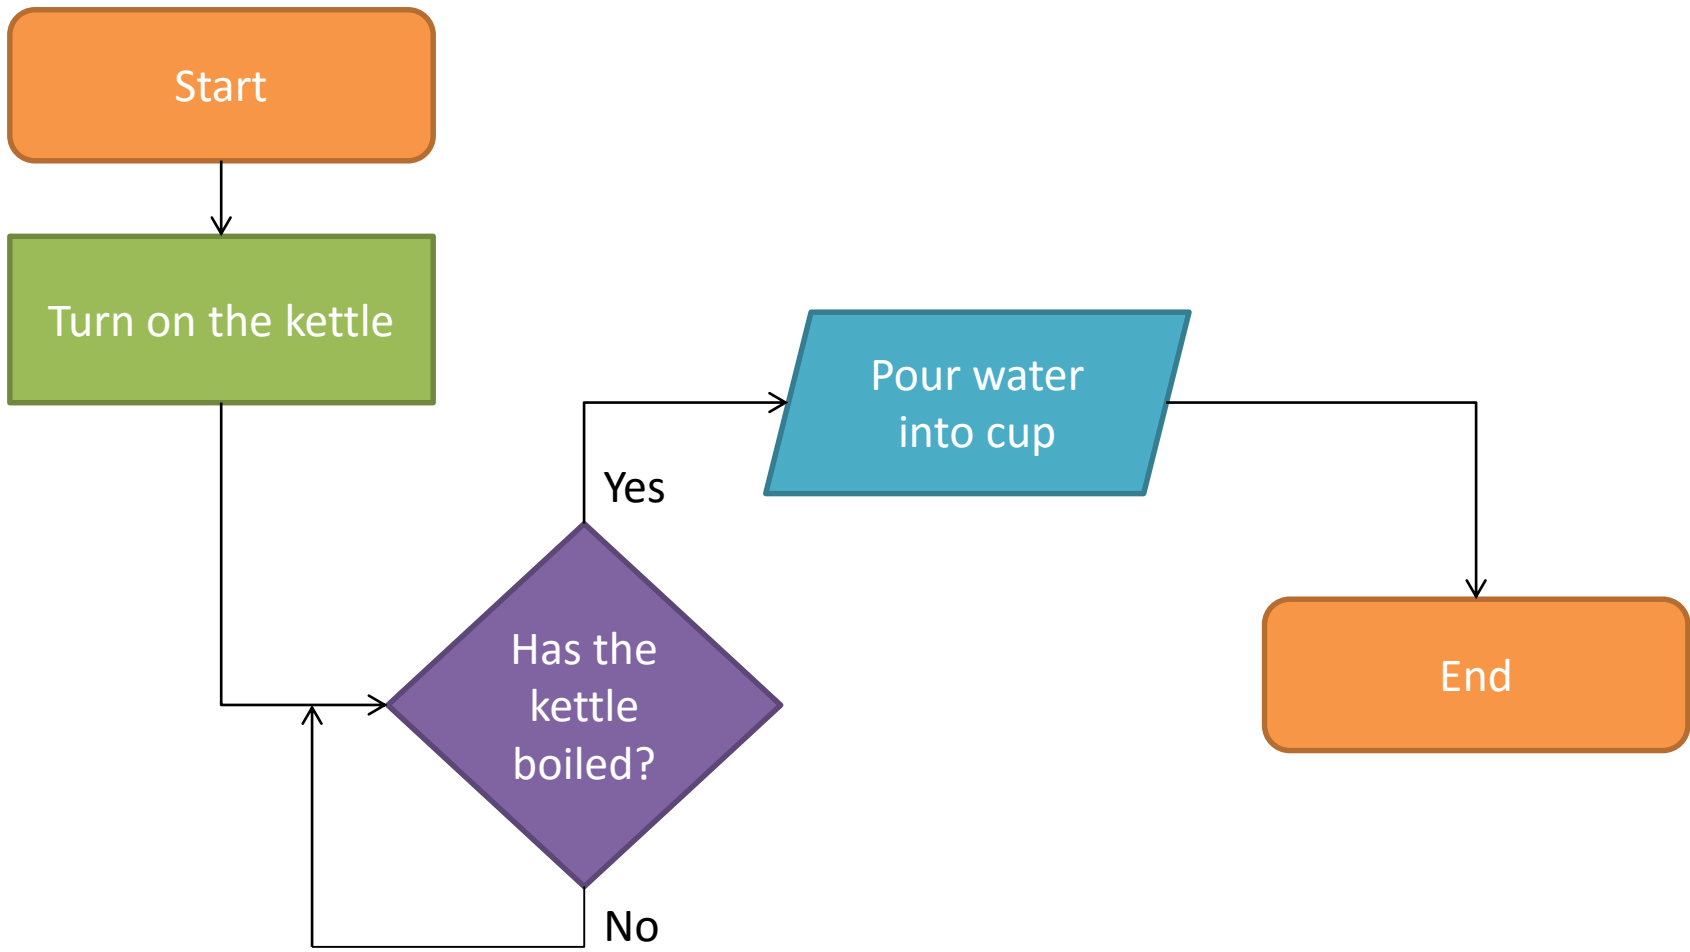 Start
Turn on the kettle
Pour water
into cup
Yes
Has the
kettle
boiled?
End
No